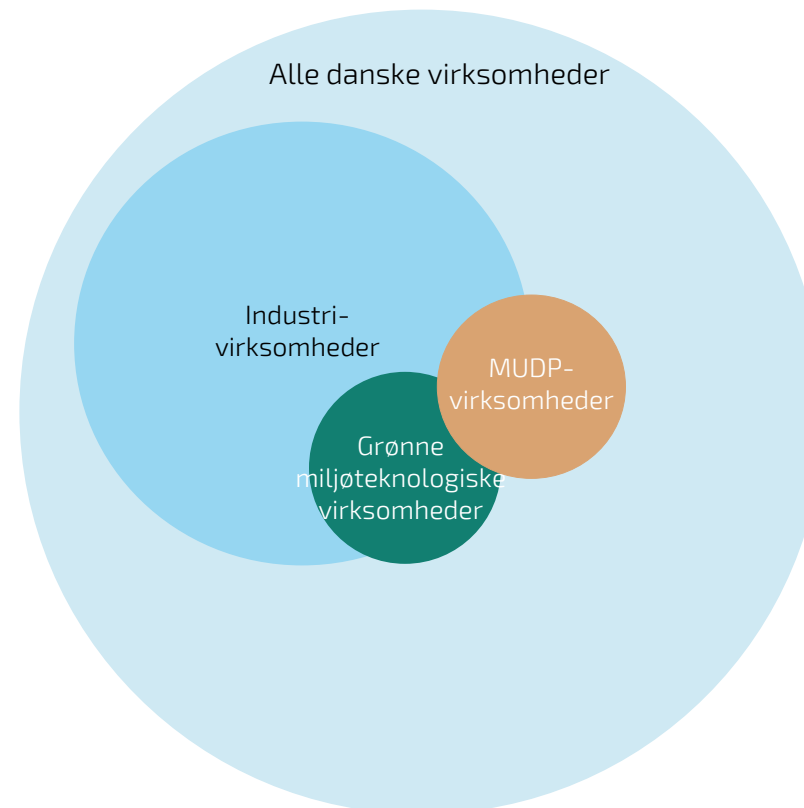 Alle danske virksomheder
Industri-
virksomheder
MUDP-
virksomheder
Grønne
miljøteknologiske
virksomheder